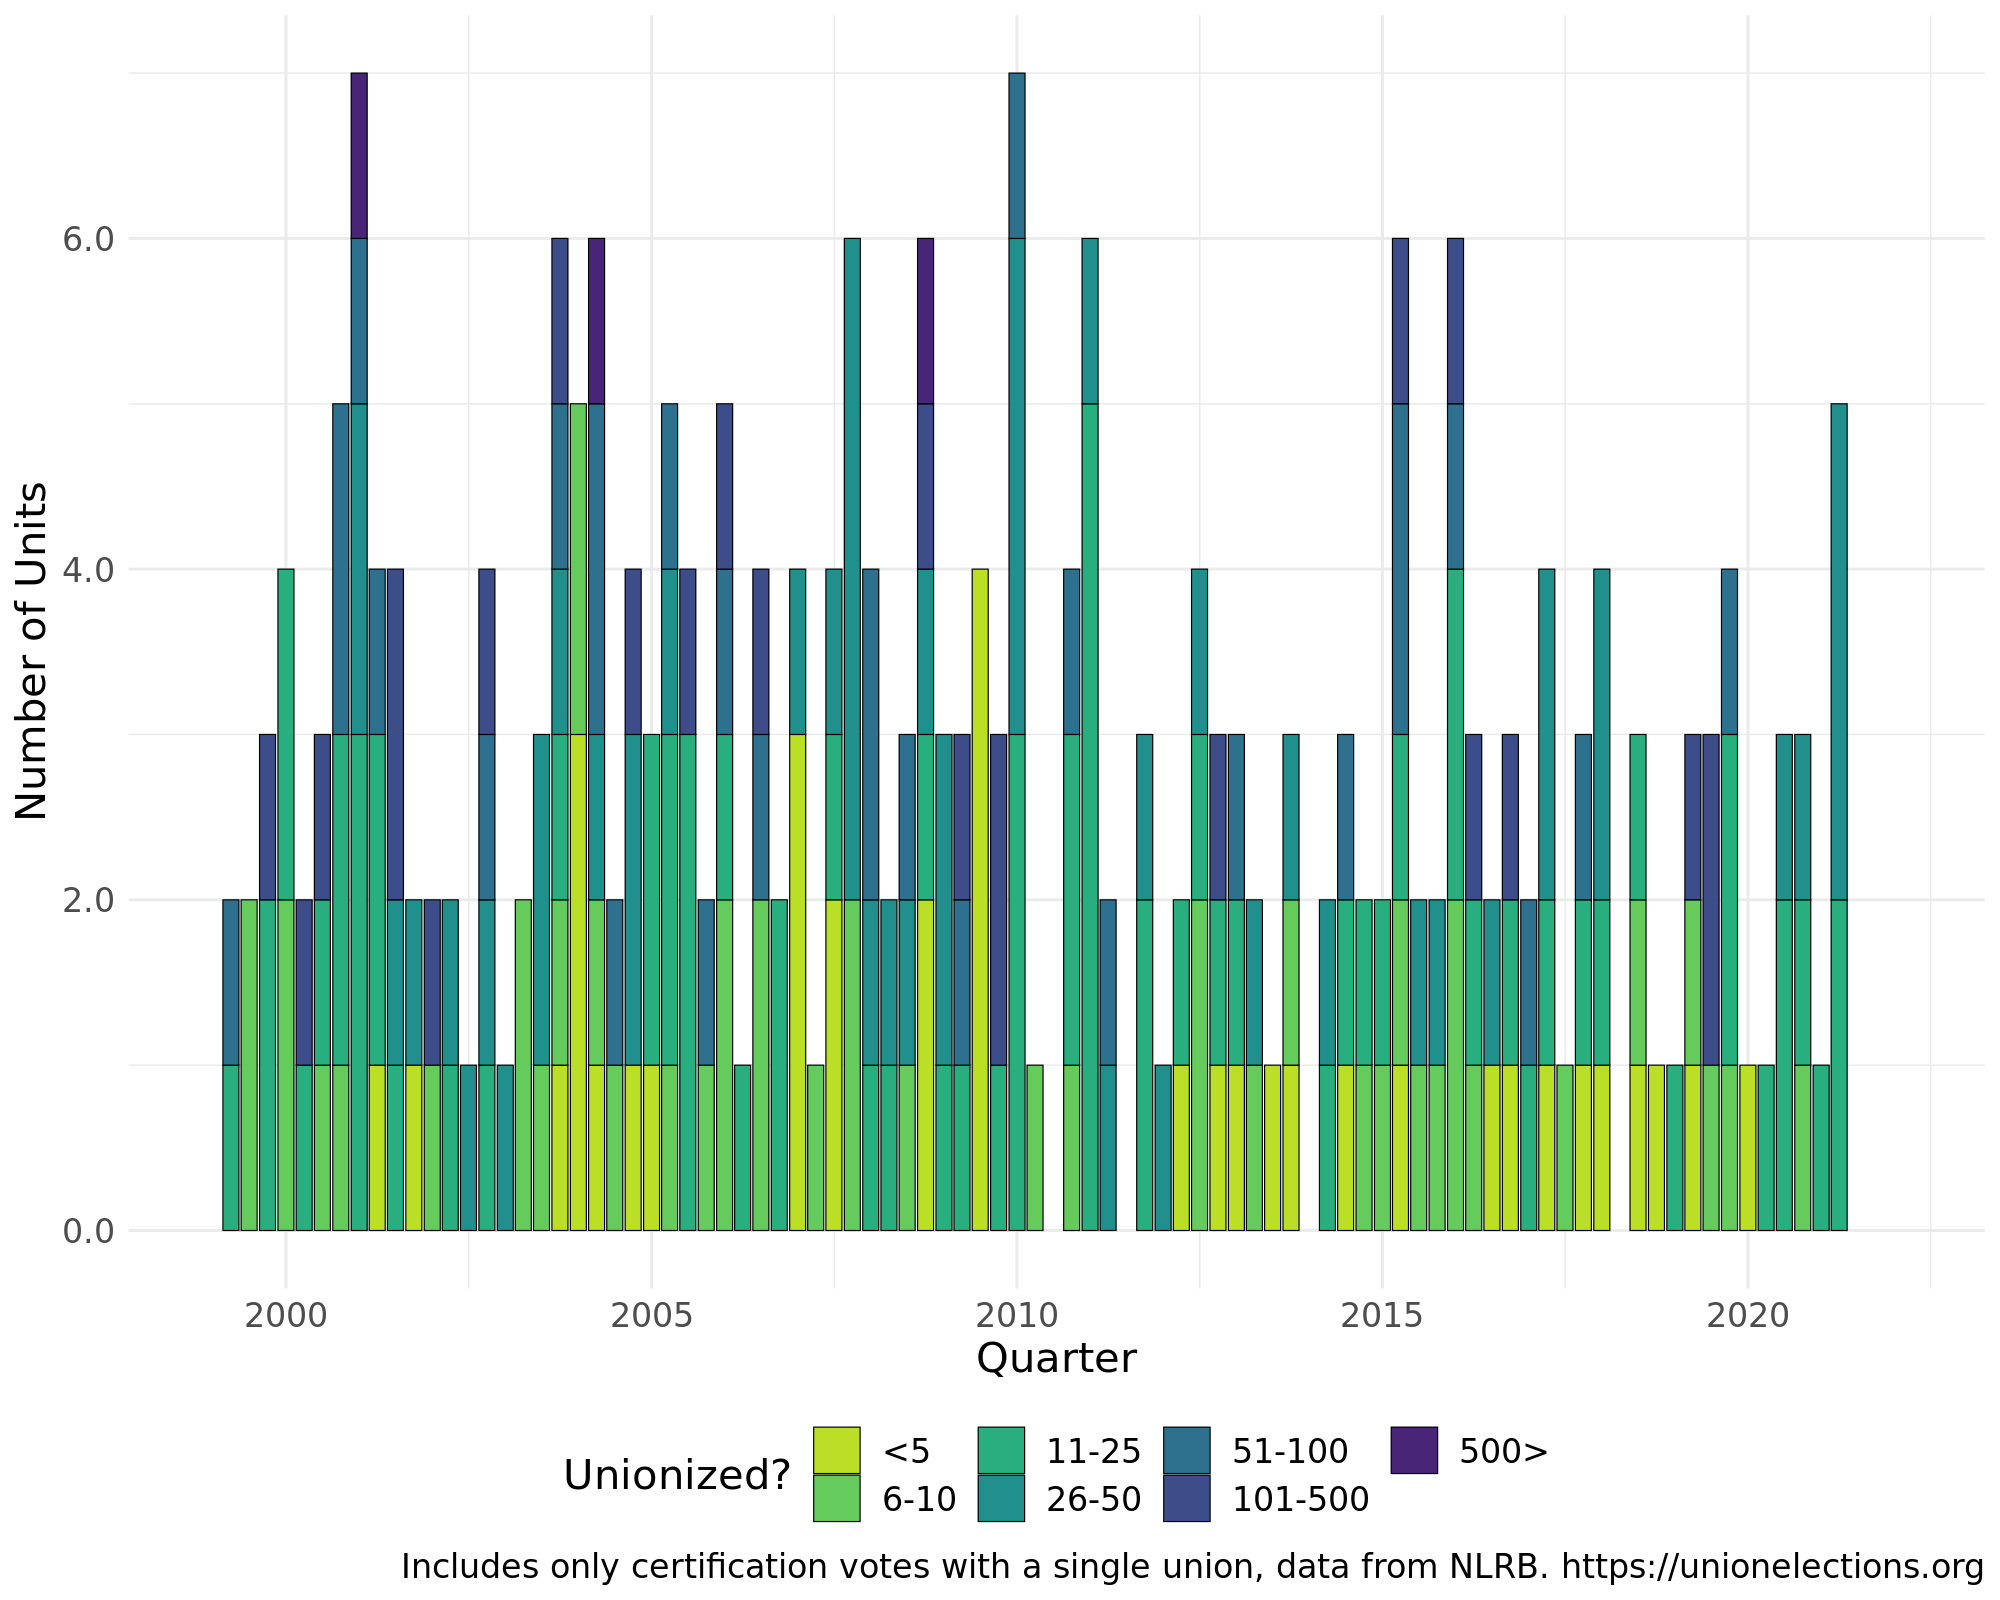 6.0
4.0
2.0
0.0
Number of Units
2000 2005 2010 2015 2020
Quarter
Unionized?
<5 11-25 51-100 500>
6-10 26-50 101-500
Includes only certification votes with a single union, data from NLRB. https://unionelections.org